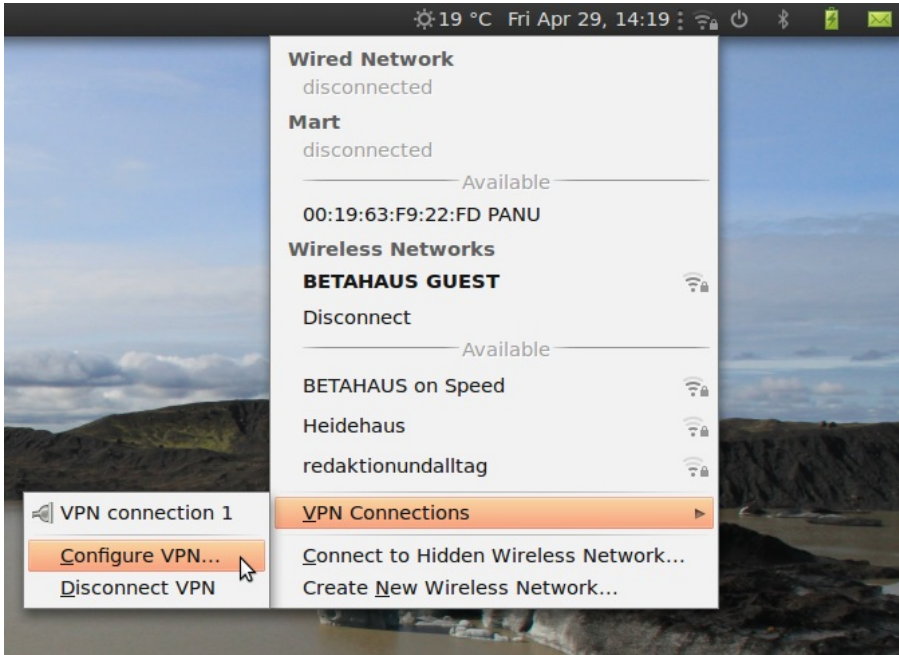 19 °C Fri Apr 29, 14:19
Wired Network
disconnected
Mart
disconnected
Available
00:19:63:F9:22:FD PANU
Wireless Networks
BETAHAUS GUEST
Disconnect
Available
BETAHAUS on Speed
Heidehaus
redaktionundalltag
VPN Connections
VPN connection 1
Configure VPN...
Disconnect VPN
Connect to Hidden Wireless Network...
Create New Wireless Network...